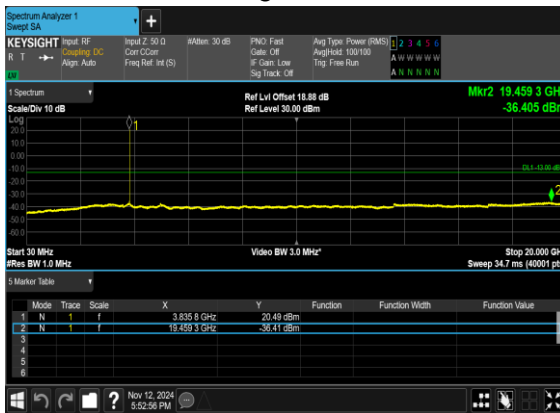 Spectrum Analyzer 1
Swept SA
KEYSIGHT Input: RF Input Z: 50 Ω #Atten: 30 dB PNO: Fast Avg Type: Power (RMS) 1 2 3 4 5 6
R T Coupling: DC Corr CCorr Gate: Off Avg|Hold: 100/100 A W W W W W
Align: Auto Freq Ref: Int (S) IF Gain: Low Trig: Free Run
LXI Sig Track: Off A N N N N N
1 Spectrum Ref Lvl Offset 18.88 dB Mkr2 19.459 3 GH
Scale/Div 10 dB Ref Level 30.00 dBm -36.405 dBr
Log
20.0 1
10.0
0.00
-10.0 DL1 -13.00 dB
-20.0
-30.0 2
-40.0
-50.0
-60.0
Start 30 MHz Video BW 3.0 MHz* Stop 20.000 GH
#Res BW 1.0 MHz Sweep 34.7 ms (40001 pt
5 Marker Table
Mode Trace Scale X Y Function Function Width Function Value
1 N 1 f 3.835 8 GHz 20.49 dBm
2 N 1 f 19.459 3 GHz -36.41 dBm
3
4
5
6
? Nov 12, 2024
5:52:56 PM